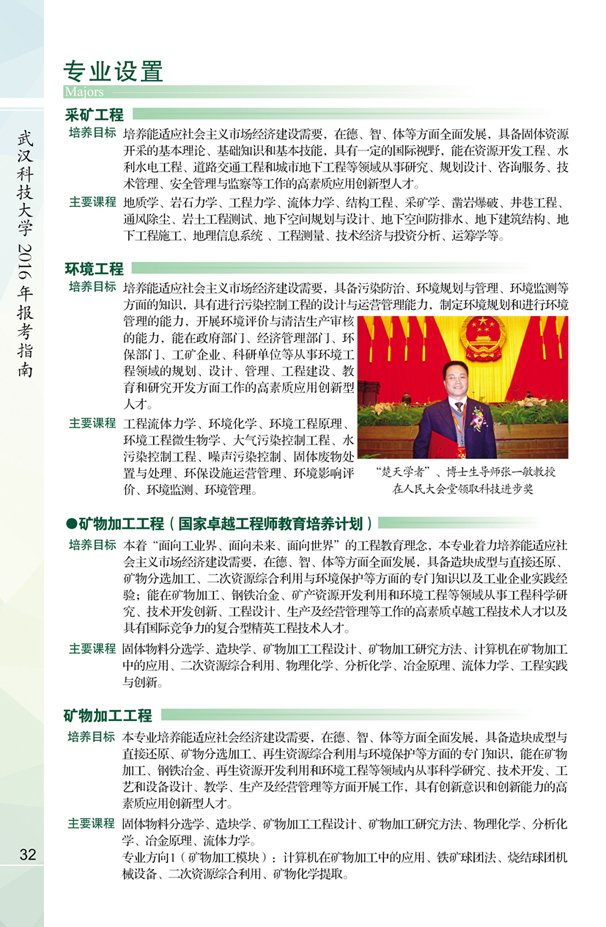 专业设置
Majors
采矿工程
培养目标 培养能适应社会主义市场经济建设需要，在德、智、体等方面全面发展，具备固体资源
开采的基本理论、基础知识和基本技能，具有一定的国际视野，能在资源开发工程、水
利水电工程、道路交通工程和城市地下工程等领域从事研究、规划设计、咨询服务、技
术管理、安全管理与监察等工作的高素质应用创新型人才。
主要课程 地质学、岩石力学、工程力学、流体力学、结构工程、采矿学、凿岩爆破、井巷工程、
通风除尘、岩土工程测试、地下空间规划与设计、地下空间防排水、地下建筑结构、地
下工程施工、地理信息系统 、工程测量、技术经济与投资分析、运筹学等。
环境工程
培养目标 培养能适应社会主义市场经济建设需要，具备污染防治、环境规划与管理、环境监测等
方面的知识，具有进行污染控制工程的设计与运营管理能力，制定环境规划和进行环境
管理的能力，开展环境评价与清洁生产审核
的能力，能在政府部门、经济管理部门、环
保部门、工矿企业、科研单位等从事环境工
程领域的规划、设计、管理、工程建设、教
育和研究开发方面工作的高素质应用创新型
人才。
主要课程 工程流体力学、环境化学、环境工程原理、
环境工程微生物学、大气污染控制工程、水
污染控制工程、噪声污染控制、固体废物处
置与处理、环保设施运营管理、环境影响评
价、环境监测、环境管理。
“楚天学者”、博士生导师张一敏教授
在人民大会堂领取科技进步奖
●矿物加工工程（国家卓越工程师教育培养计划）
培养目标 本着“面向工业界、面向未来、面向世界”的工程教育理念，本专业着力培养能适应社
会主义市场经济建设需要，在德、智、体等方面全面发展，具备造块成型与直接还原、
矿物分选加工、二次资源综合利用与环境保护等方面的专门知识以及工业企业实践经
验；能在矿物加工、钢铁冶金、矿产资源开发利用和环境工程等领域从事工程科学研
究、技术开发创新、工程设计、生产及经营管理等工作的高素质卓越工程技术人才以及
具有国际竞争力的复合型精英工程技术人才。
主要课程 固体物料分选学、造块学、矿物加工工程设计、矿物加工研究方法、计算机在矿物加工
中的应用、二次资源综合利用、物理化学、分析化学、冶金原理、流体力学、工程实践
与创新。
矿物加工工程
培养目标 本专业培养能适应社会经济建设需要，在德、智、体等方面全面发展，具备造块成型与
直接还原、矿物分选加工、再生资源综合利用与环境保护等方面的专门知识，能在矿物
加工、钢铁冶金、再生资源开发利用和环境工程等领域内从事科学研究、技术开发、工
艺和设备设计、教学、生产及经营管理等方面开展工作，具有创新意识和创新能力的高
素质应用创新型人才。
主要课程 固体物料分选学、造块学、矿物加工工程设计、矿物加工研究方法、物理化学、分析化
学、冶金原理、流体力学。
专业方向1（矿物加工模块）：计算机在矿物加工中的应用、铁矿球团法、烧结球团机
械设备、二次资源综合利用、矿物化学提取。
武汉科技大学 2016 年报考指南
32